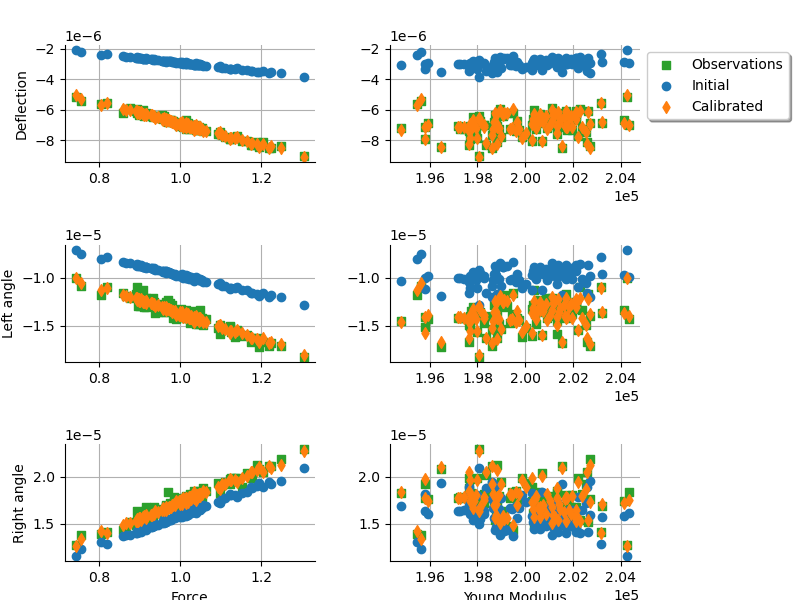 1e−6
1e−6
−2
−4
−6
−8
Deflection
0.8
1.0
1.2
−2
−4
−6
−8
1.96
1.98
2.00
2.02
2.04
1e5
Observations
Initial
Calibrated
1e−5
1e−5
−1.0
−1.5
Left angle
0.8
1.0
1.2
−1.0
−1.5
1.96
1.98
2.00
2.02
2.04
1e5
1e−5
1e−5
2.0
1.5
Right angle
0.8
1.0
1.2
Force
2.0
1.5
1.96
1.98
2.00
2.02
2.04
1e5
Young Modulus